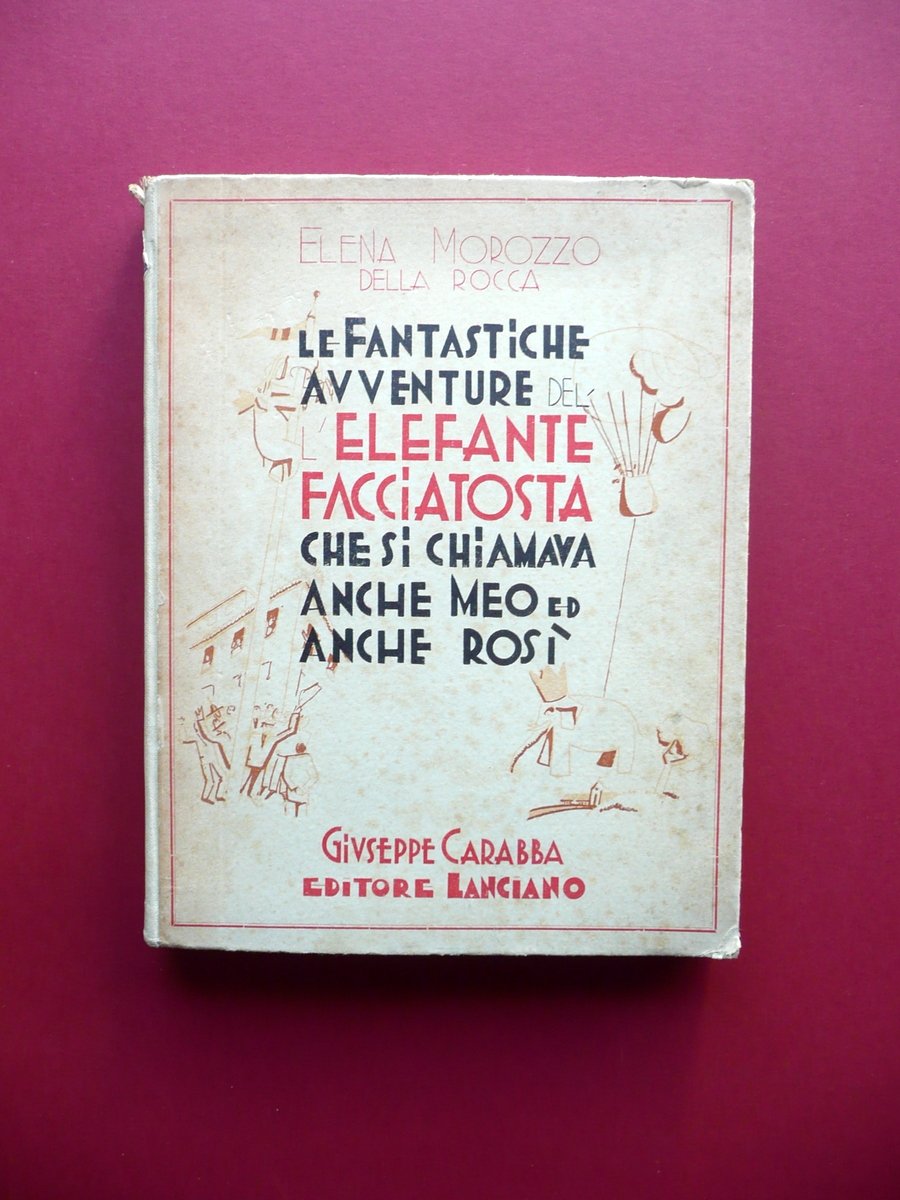 ELENA MOROZZO
DELLA ROCCA
LE FANTASTiCHE
AVVENTURE DEL-
L'ELEFANTE
FACCiATOSTA
CHE Si CHiAMAVA
ANCHE MEO ED
ANCHE ROSÌ
GiVSEPPE CARABBA
EDITORE LANCIANO